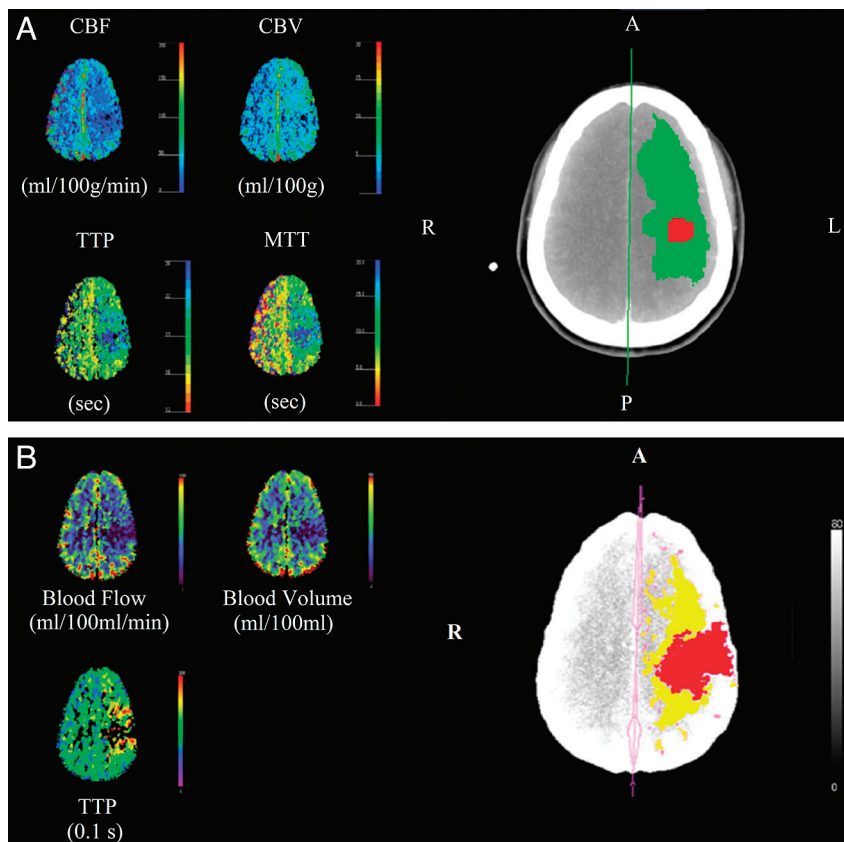 A
CBF
CBV
A
(ml/100g/min)
(ml/100g)
TTP
MTT
R
L
(sec)
(sec)
P
B
A
80
Blood Flow
(ml/100ml/min)
Blood Volume
(ml/100ml)
R
TTP
(0.1 s)
0